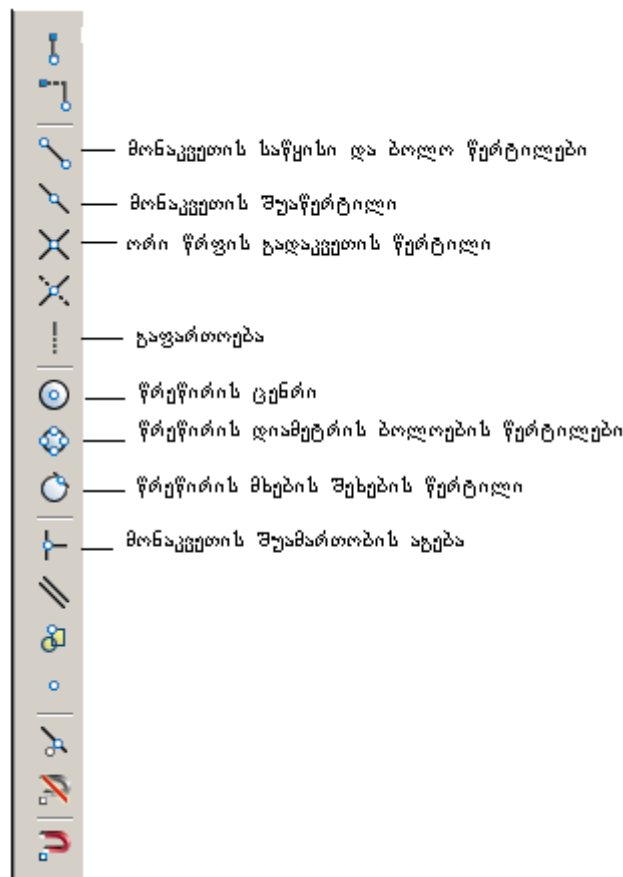 მონაკვეთის საწყისი და ბოლო წერტილები
მონაკვეთის შუაწერტილი
ორი წრფის გადაკვეთის წერტილი
გაფართოება
წრეწირის ცენრი
წრეწირის დიამეტრის ბოლოების წერტილები
წრეწირის მხების შეხების წერტილი
მონაკვეთის შუამართობის აგება